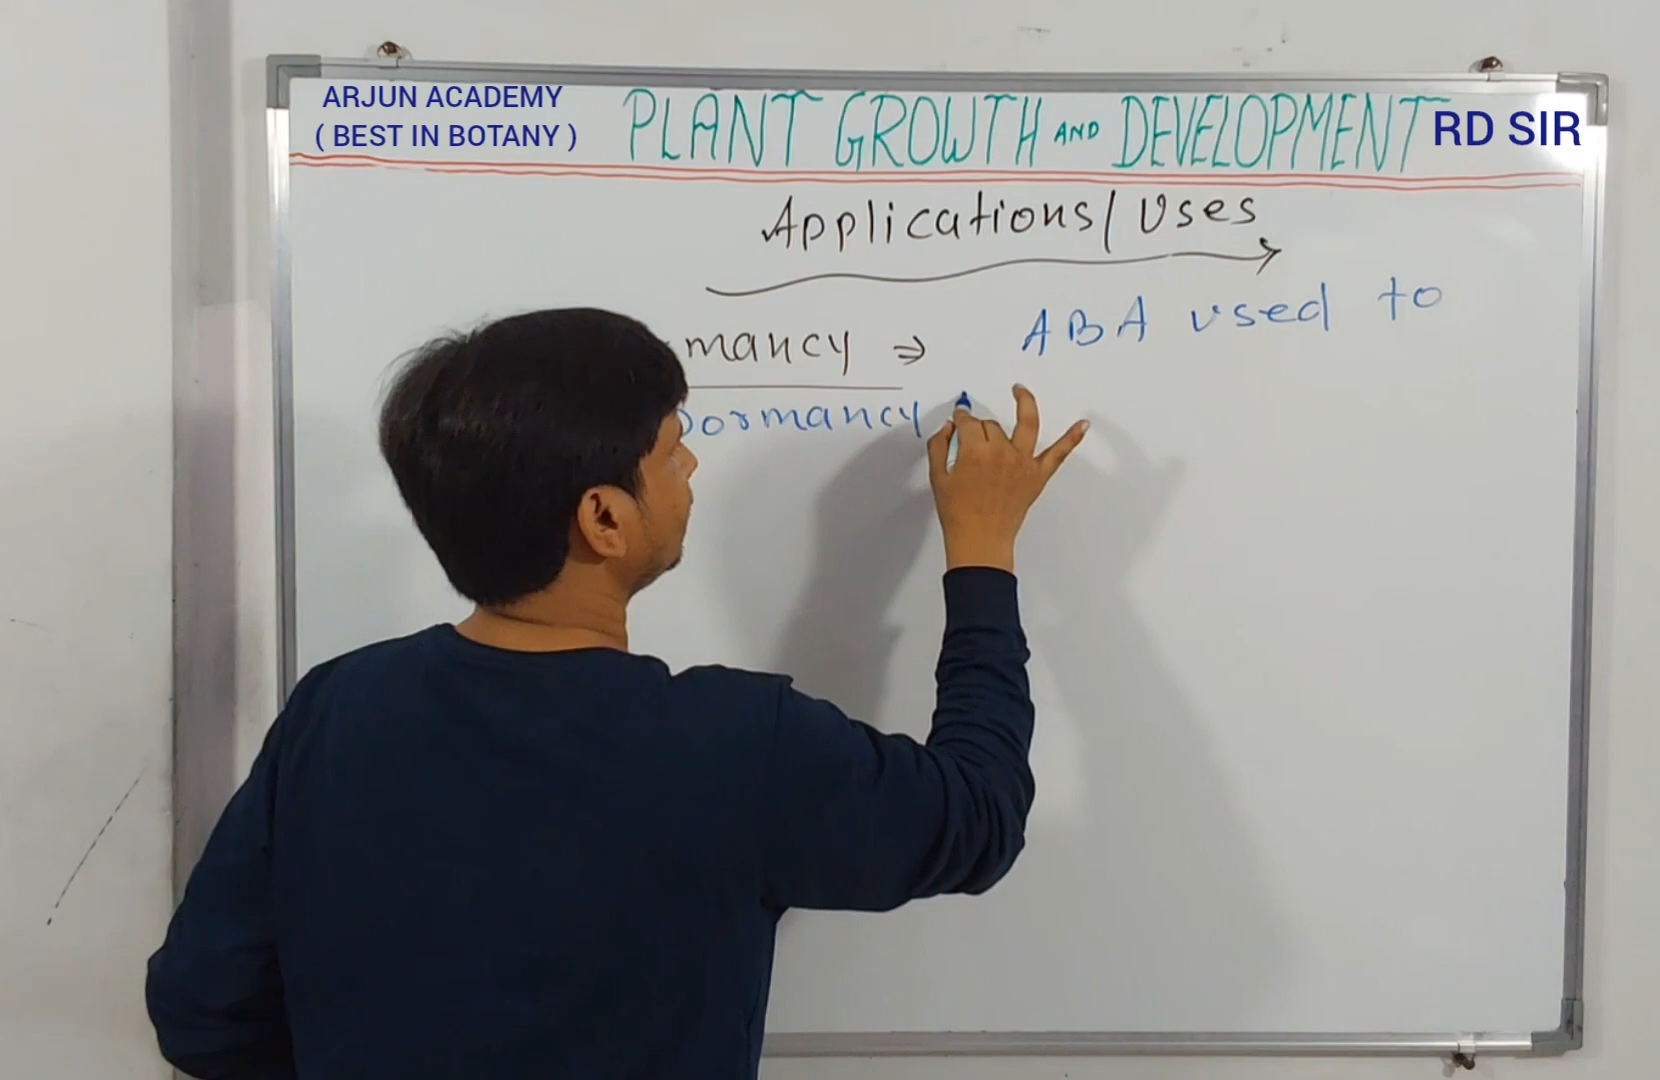 ARJUN ACADEMY
( BEST IN BOTANY )
PLANT GROWTH AND DEVELOPMENT
RD SIR
Applications/Uses
mancy ⇒ ABA used to
Dormancy